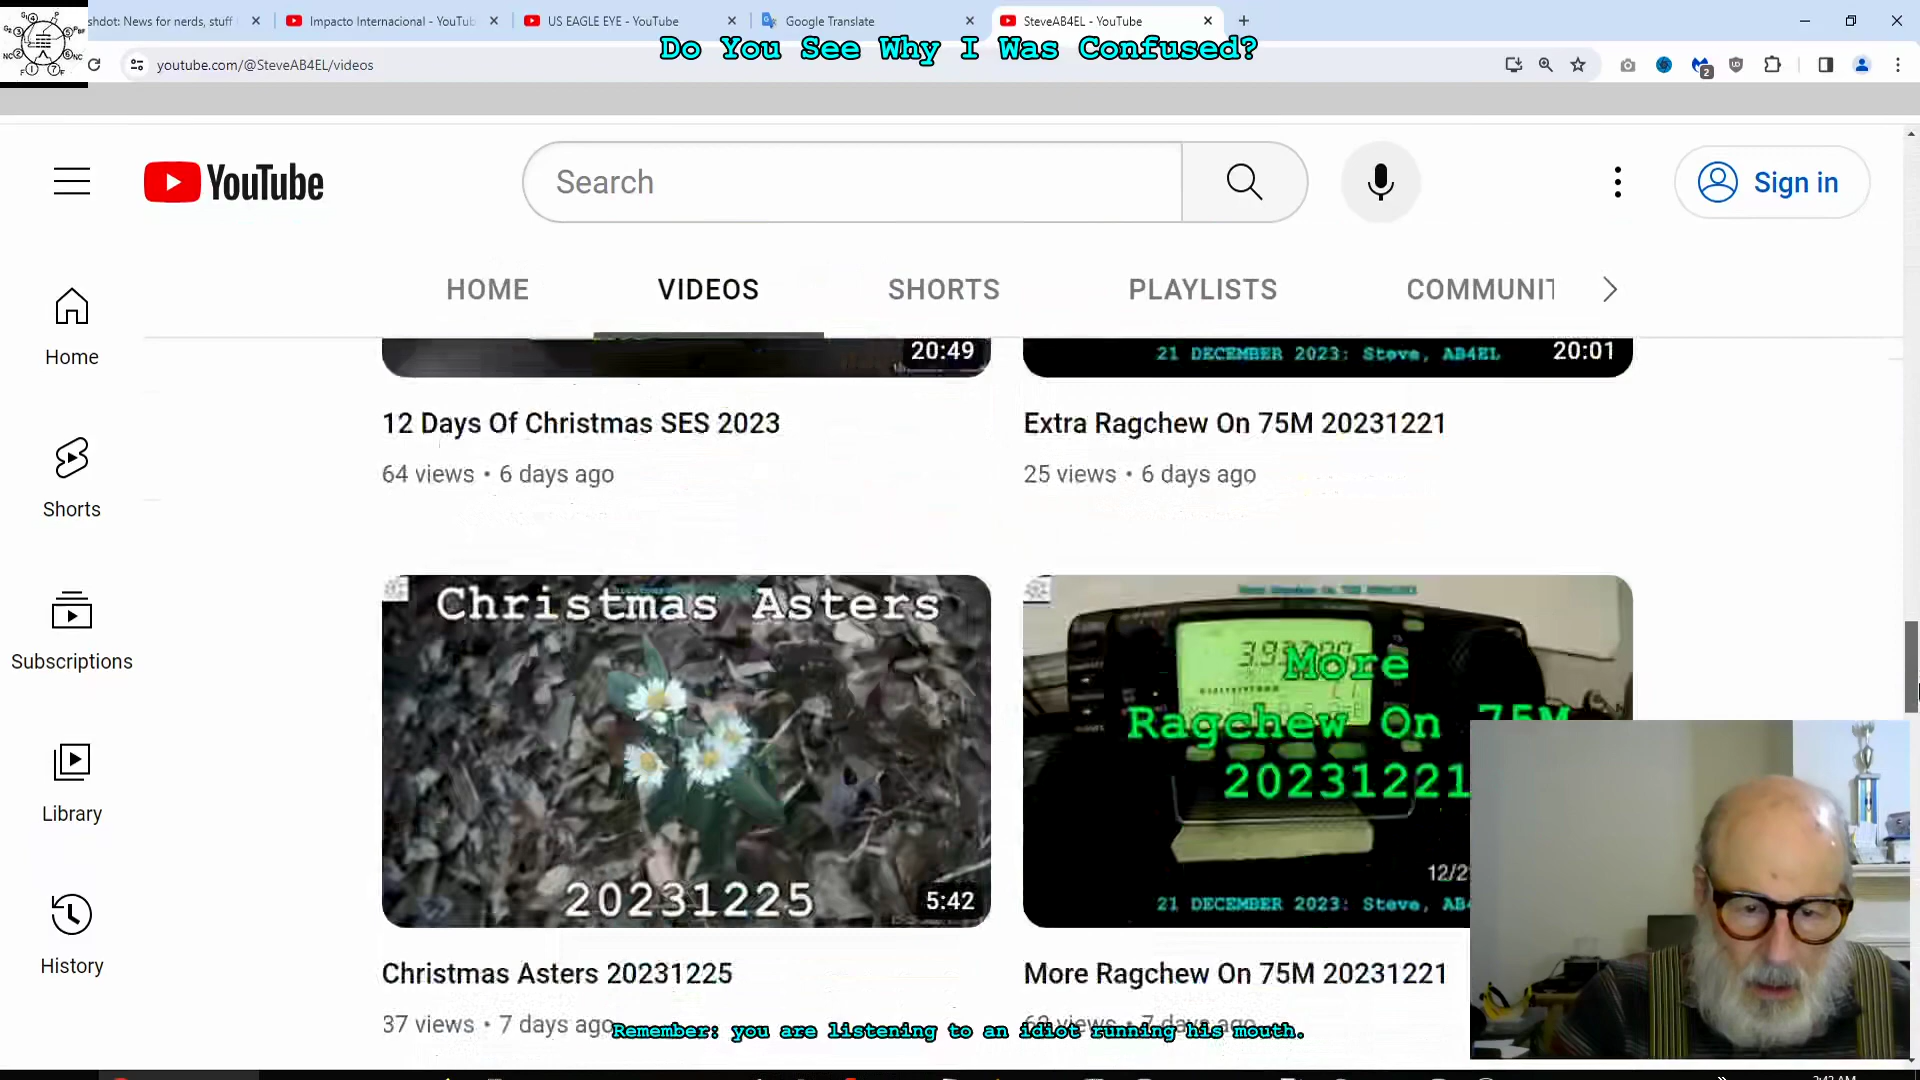 shdot: News for nerds, stuff
Impacto Internacional - YouTub
US EAGLE EYE - YouTube
Google Translate
SteveAB4EL - YouTube
Do You See Why I Was Confused?
youtube.com/@SteveAB4EL/videos
2
YouTube
Search
Sign in
HOME
VIDEOS
SHORTS
PLAYLISTS
COMMUNIT
Home
Shorts
Subscriptions
Library
History
20:49
21 DECEMBER 2023: Steve, AB4EL
20:01
12 Days Of Christmas SES 2023
64 views • 6 days ago
Extra Ragchew On 75M 20231221
25 views • 6 days ago
Christmas Asters
20231225
5:42
More
Ragchew On 75M
20231221
12/2
21 DECEMBER 2023: Steve, AB4
Christmas Asters 20231225
37 views • 7 days ago
More Ragchew On 75M 20231221
Remember: you are listening to an idiot running his mouth.